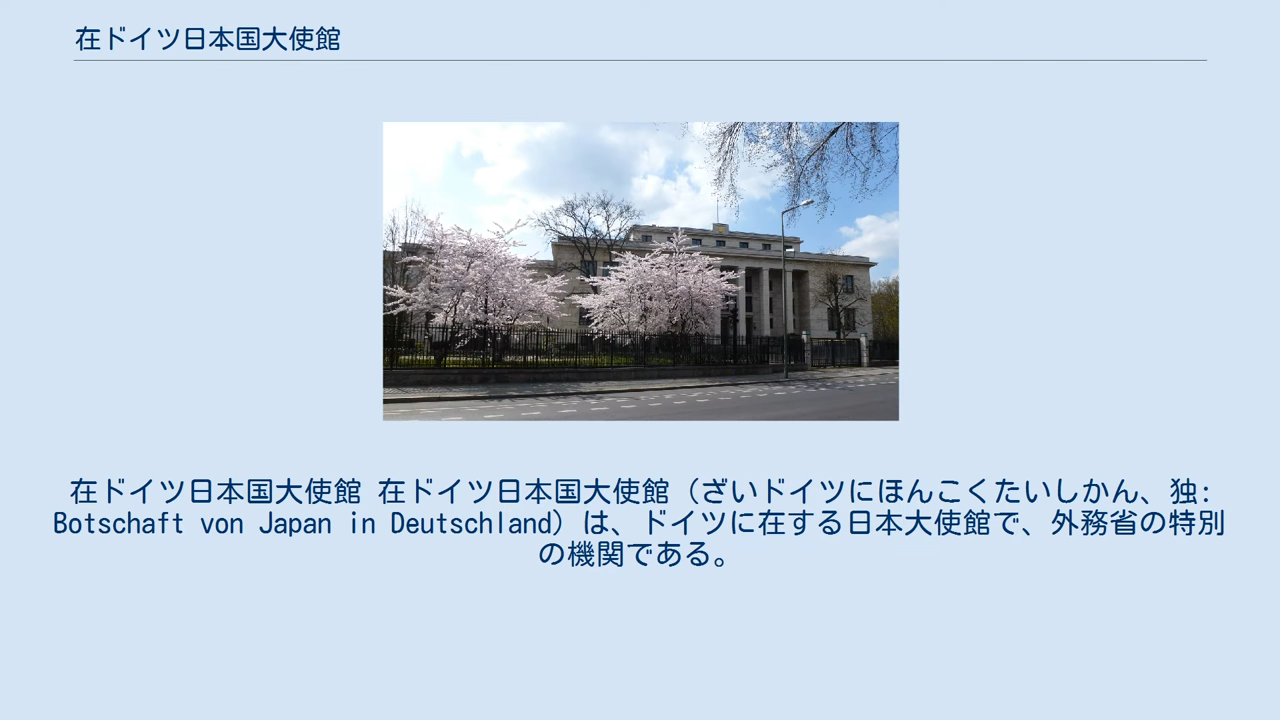 在ドイツ日本国大使館
在ドイツ日本国大使館 在ドイツ日本国大使館（ざいドイツにほんこくたいしかん、独:
Botschaft von Japan in Deutschland）は、ドイツに在する日本大使館で、外務省の特別
の機関である。